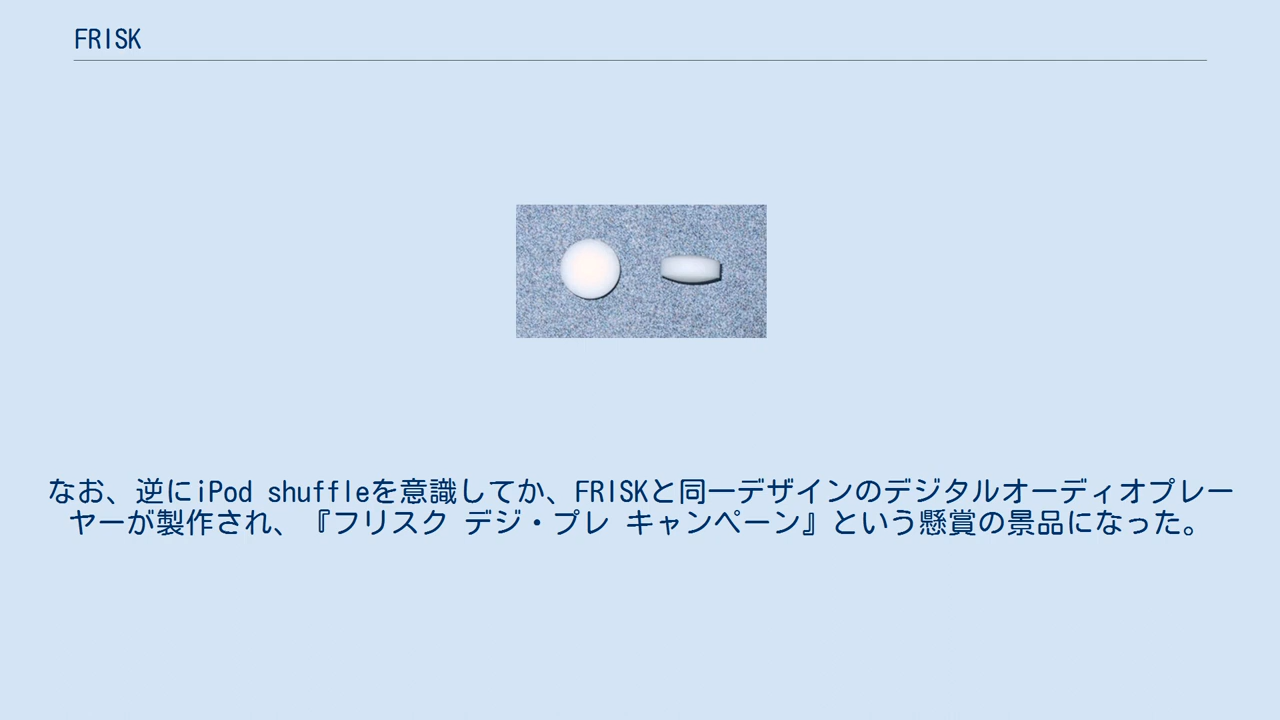 FRISK
なお、逆にiPod shuffleを意識してか、FRISKと同一デザインのデジタルオーディオプレー
ヤーが製作され、『フリスク デジ・プレ キャンペーン』という懸賞の景品になった。